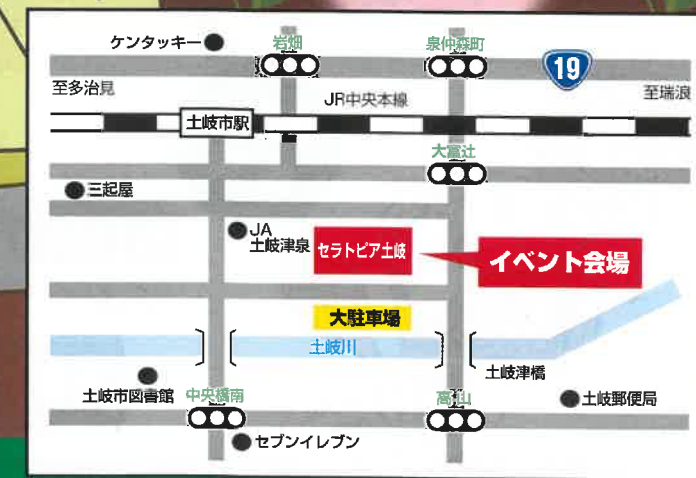 ケンタッキー
岩畑
泉仲森町
19
至多治見
JR中央本線
至瑞浪
土岐市駅
大富辻
三起屋
JA
土岐津泉
セラトピア土岐
イベント会場
大駐車場
土岐川
土岐津橋
土岐市図書館
中央橋南
高山
土岐郵便局
セブンイレブン